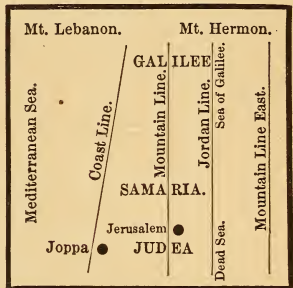 Mt. Lebanon. Mt. Hermon.
GALILEE
Mediterranean Sea.
Coast Line.
Mountain Line.
Jordan Line.
Sea of Galilee.
Mountain Line East..
SAMARIA.
Jerusalem
Joppa
JUDEA
Dead Sea.